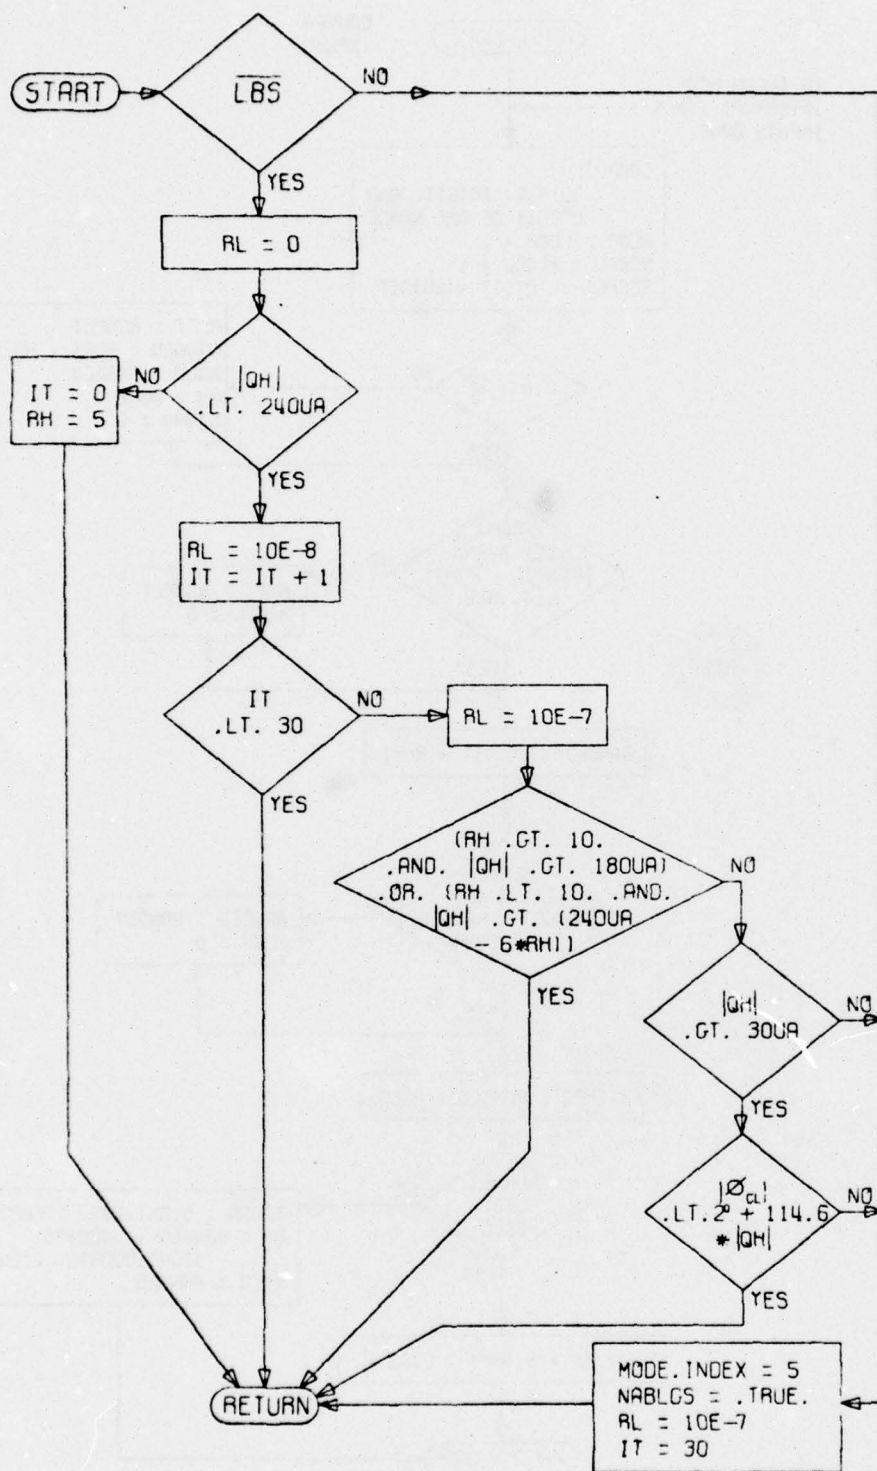 START
LBS
NO
YES
RL = 0
|QH|
.LT. 240UA
NO
IT = 0
RH = 5
YES
RL = 10E-8
IT = IT + 1
IT
.LT. 30
NO
RL = 10E-7
YES
(RH .GT. 10.
.AND. |QH| .GT. 180UA)
.OR. (RH .LT. 10. .AND.
|QH| .GT. (240UA
- 6*RH))
NO
YES
|QH|
.GT. 30UA
NO
YES
|Ø_CL|
.LT.2° + 114.6
* |QH|
NO
YES
MODE.INDEX = 5
NABLGS = .TRUE.
RL = 10E-7
IT = 30
RETURN